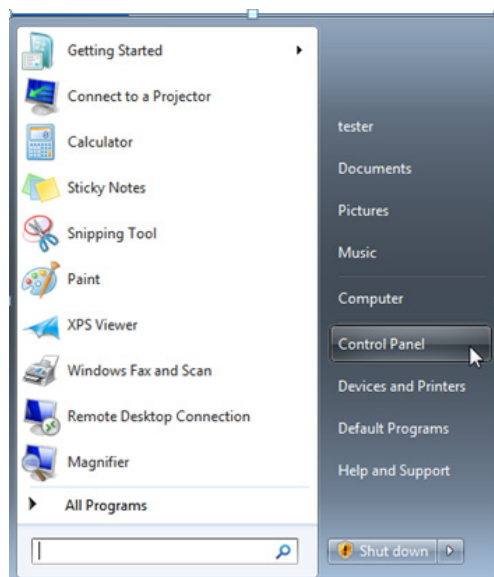 Getting Started
Connect to a Projector
Calculator
Sticky Notes
Snipping Tool
Paint
XPS Viewer
Windows Fax and Scan
Remote Desktop Connection
Magnifier
All Programs
tester
Documents
Pictures
Music
Computer
Control Panel
Devices and Printers
Default Programs
Help and Support
Shut down